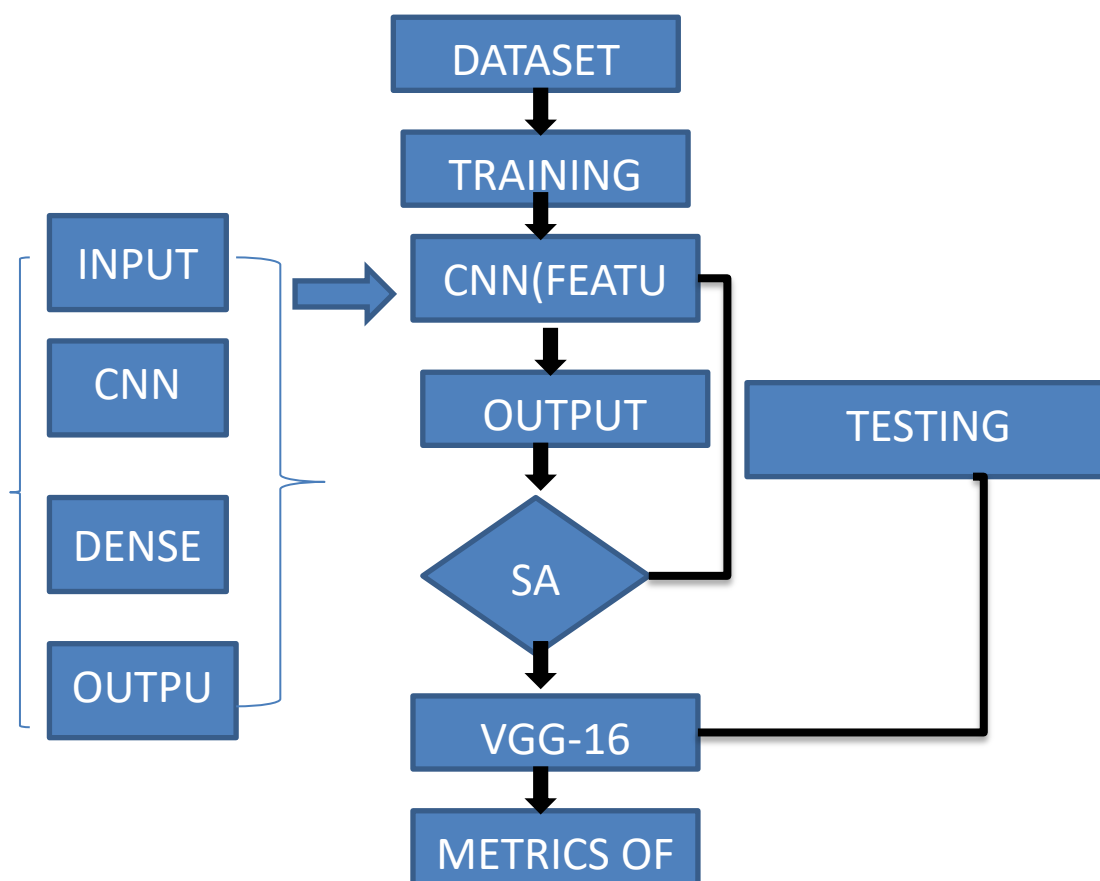 DATASET
TRAINING
INPUT
CNN(FEATU
CNN
OUTPUT
TESTING
DENSE
SA
OUTPU
VGG-16
METRICS OF